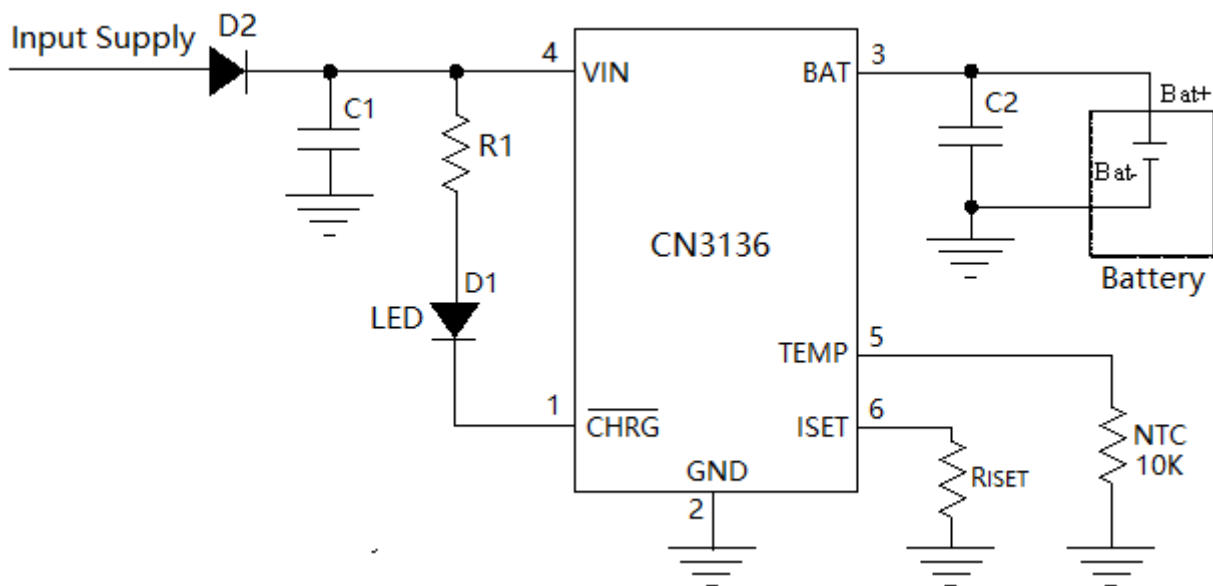 Input Supply
D2
4
VIN
BAT
3
C1
R1
C2
Bat+
Bat-
CN3136
Battery
D1
LED
TEMP
5
1
CHRG
ISET
6
NTC
10K
RISET
GND
2